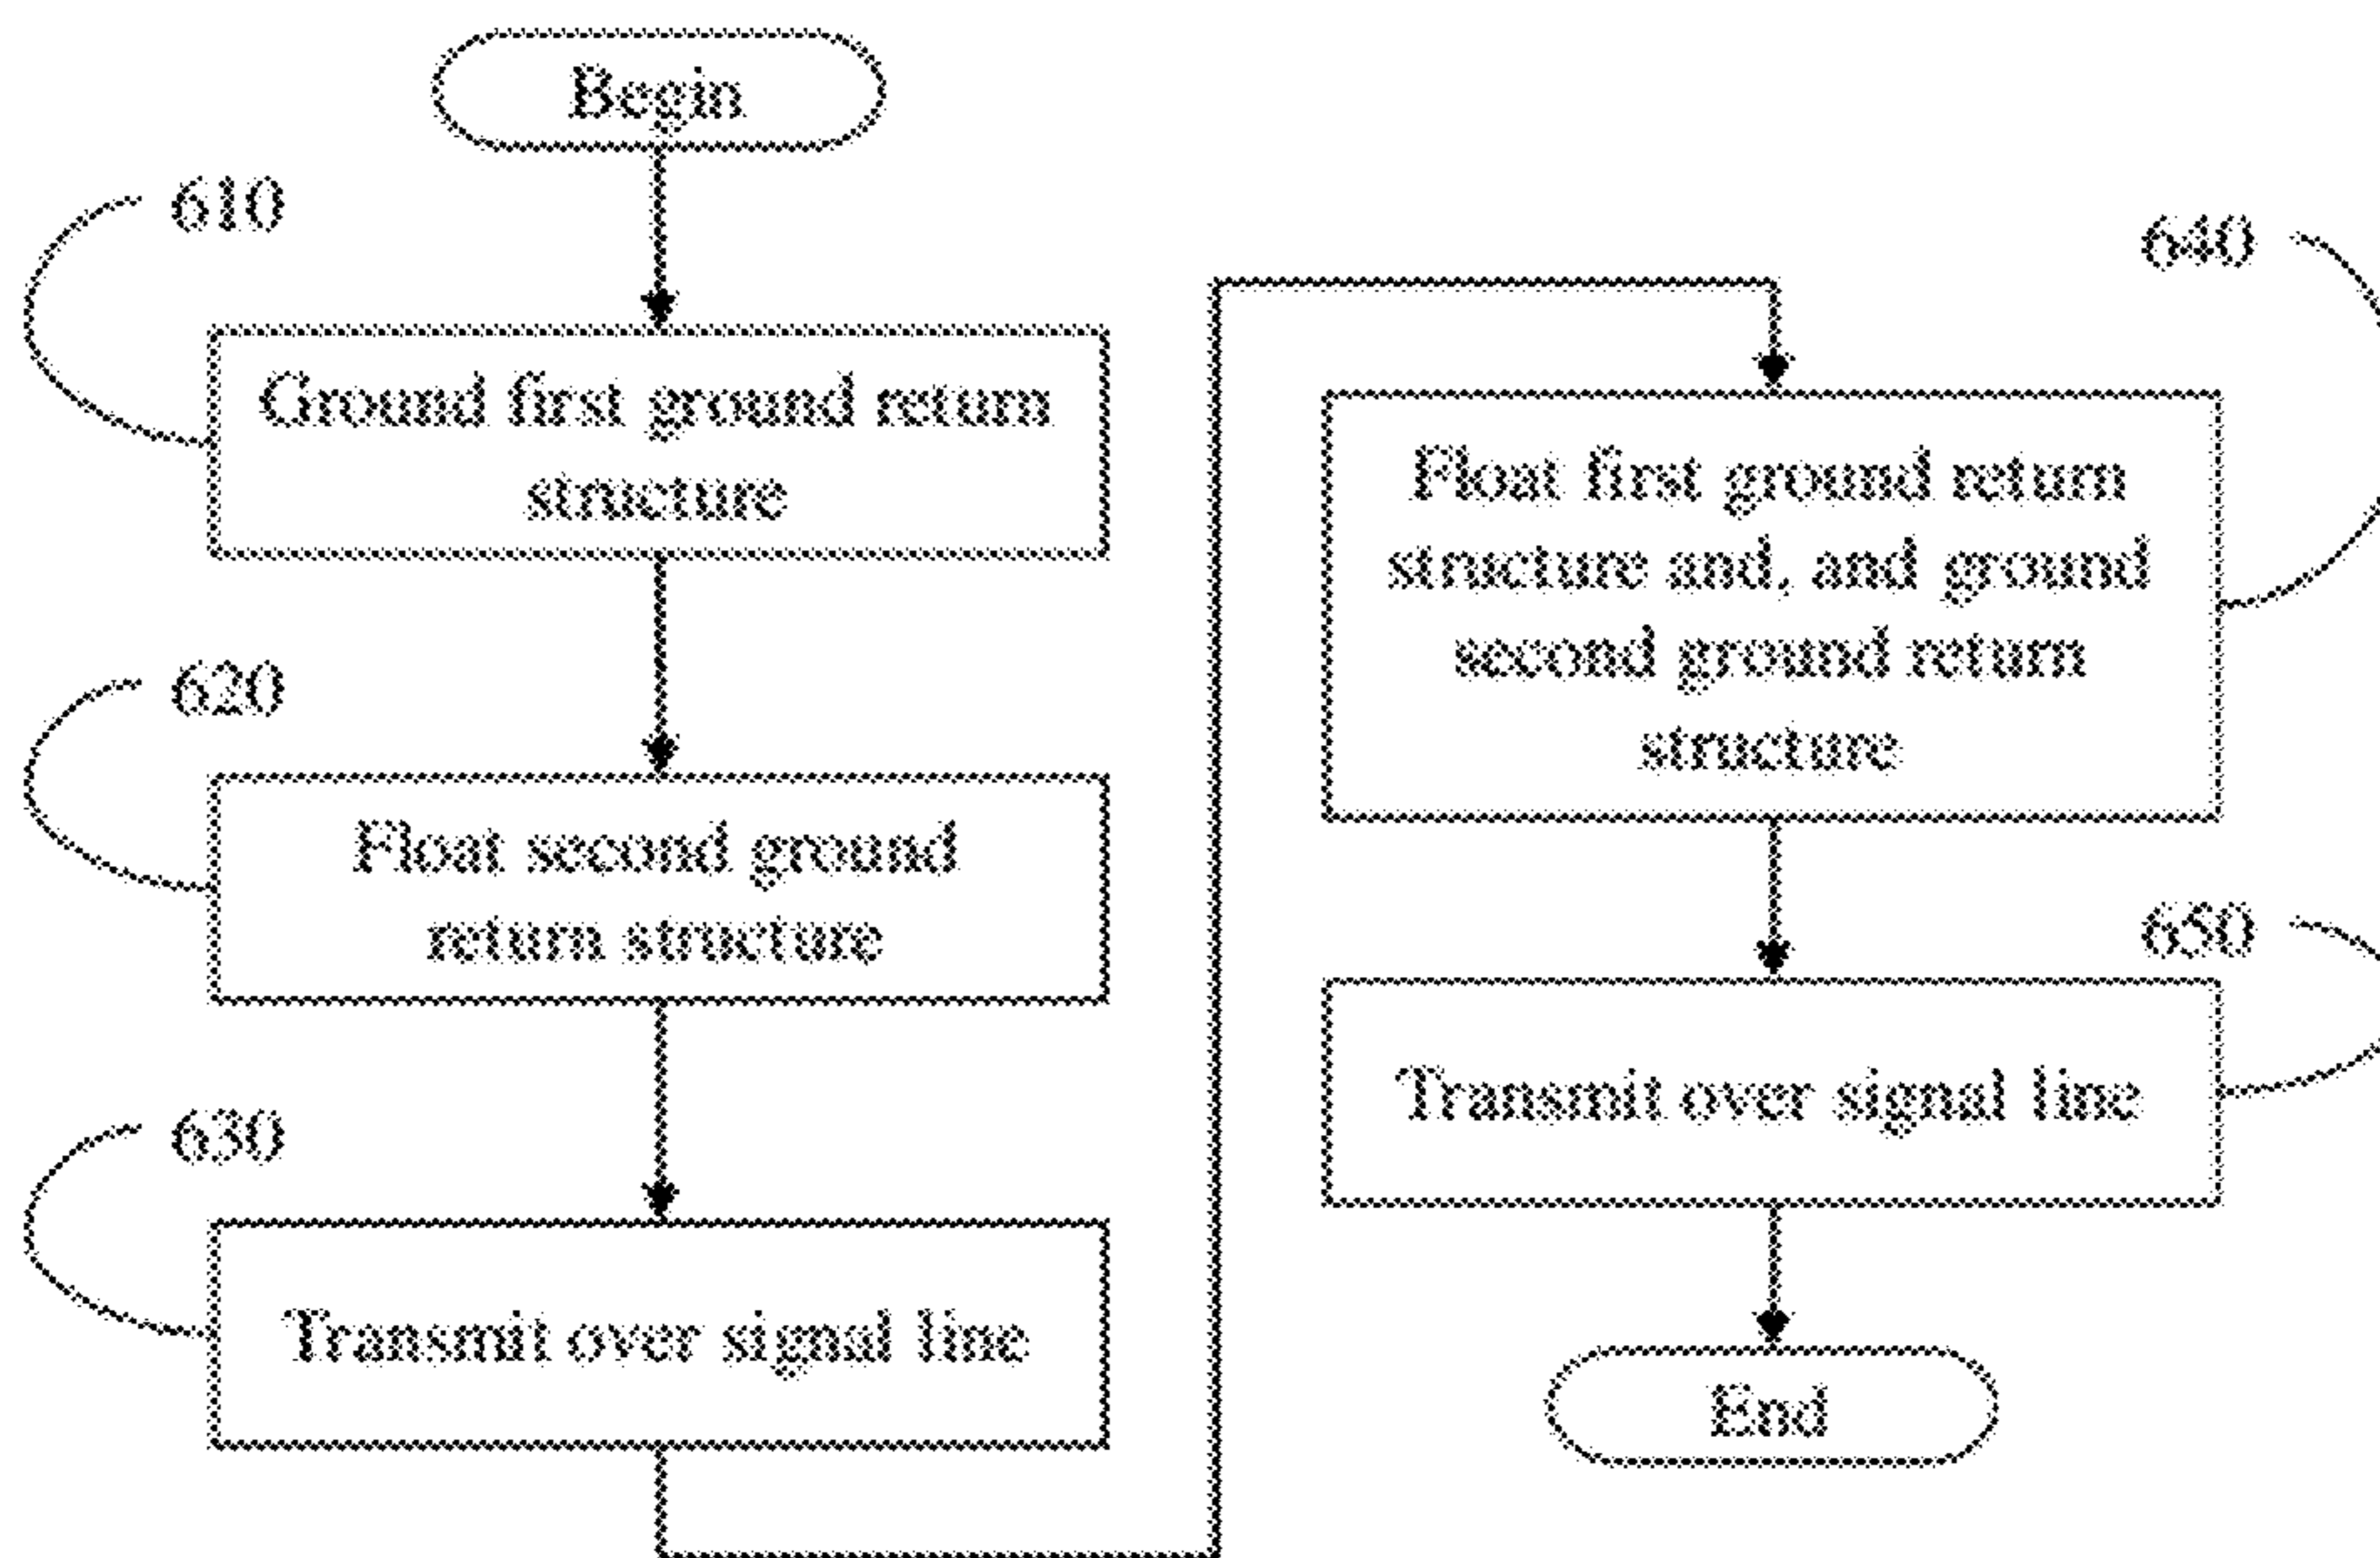 Begin
610
Ground first ground return
structure
620
Float second ground
return structure
630
Transmit over signal line
640
Float first ground return
structure and, and ground
second ground return
structure
650
Transmit over signal line
End